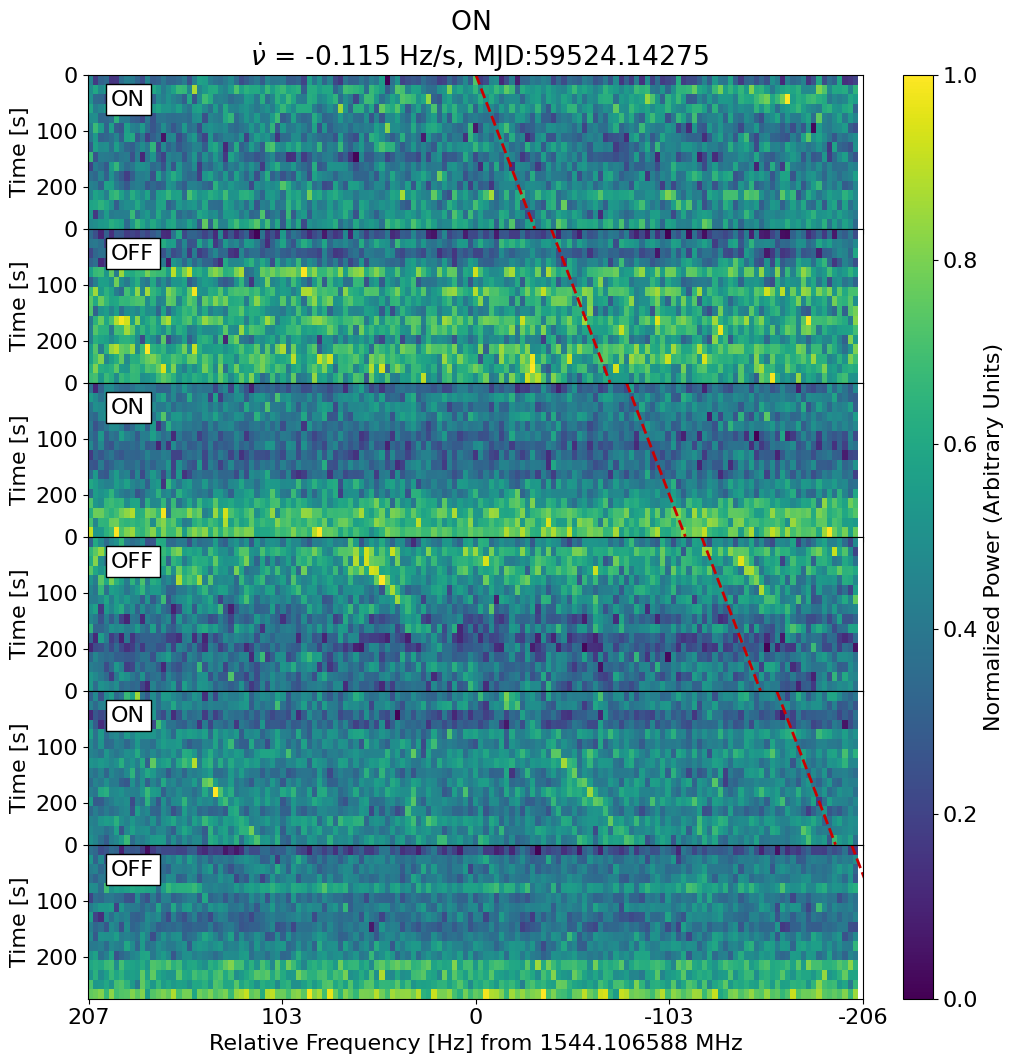 ON
ν̇ = -0.115 Hz/s, MJD:59524.14275
0
ON
100
Time [s]
200
0
OFF
100
Time [s]
200
0
ON
100
Time [s]
200
0
OFF
100
Time [s]
200
0
ON
100
Time [s]
200
0
OFF
100
Time [s]
200
207 103 0 -103 -206
Relative Frequency [Hz] from 1544.106588 MHz
1.0
0.8
0.6
0.4
0.2
0.0
Normalized Power (Arbitrary Units)